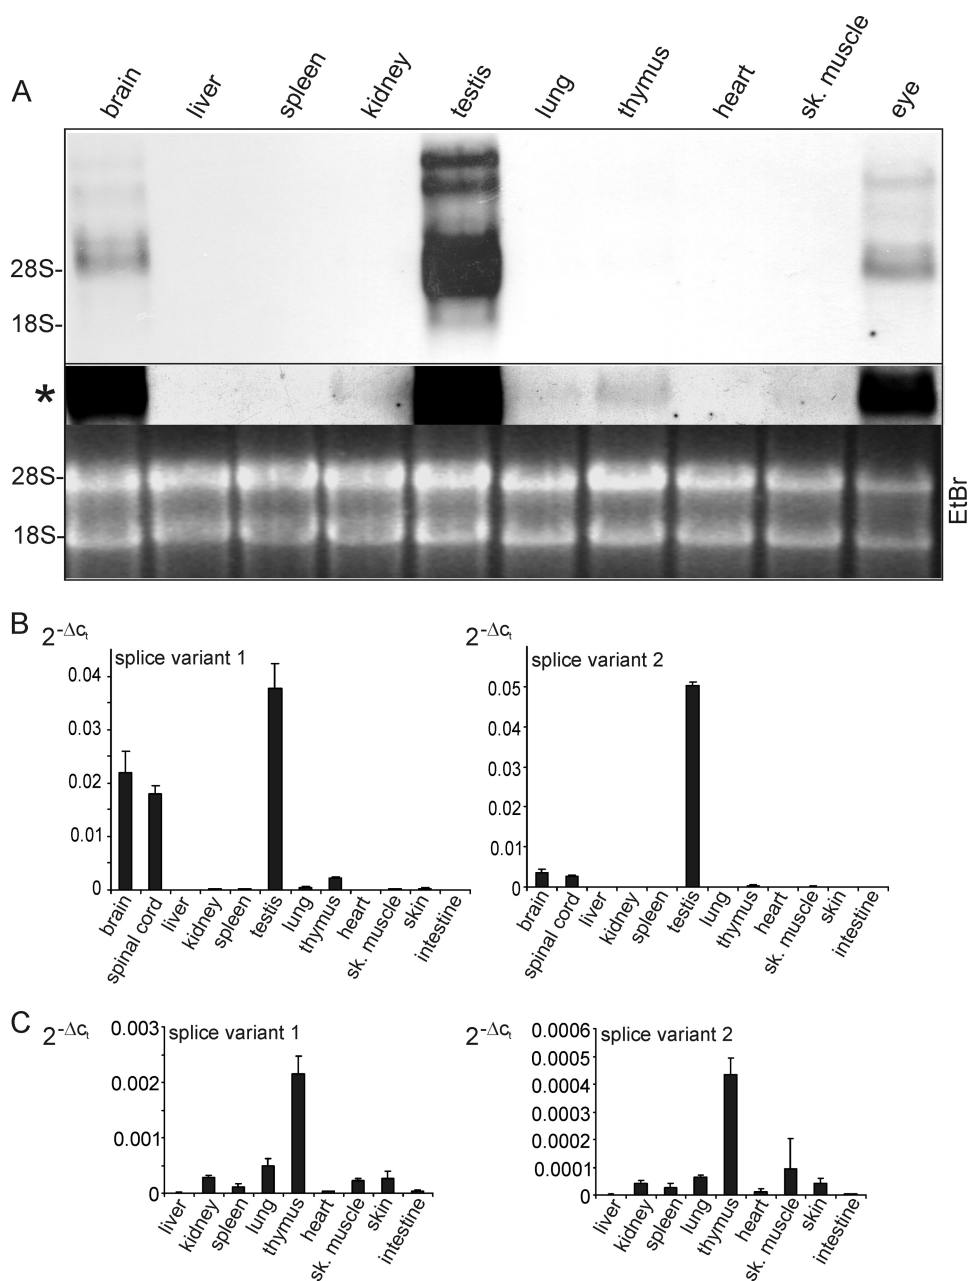 A
brain liver spleen kidney testis lung thymus heart sk. muscle eye
28S-
18S-
*
28S-
18S-
EtBr
B
2-ΔCt
splice variant 1
0.04
0.03
0.02
0.01
0
brain spinal cord liver kidney spleen testis lung thymus heart sk. muscle skin intestine
2-ΔCt
splice variant 2
0.05
0.04
0.03
0.02
0.01
0
brain spinal cord liver kidney spleen testis lung thymus heart sk. muscle skin intestine
C
2-ΔCt
splice variant 1
0.003
0.002
0.001
0
liver kidney spleen lung thymus heart sk. muscle skin intestine
2-ΔCt
splice variant 2
0.0006
0.0005
0.0004
0.0003
0.0002
0.0001
0
liver kidney spleen lung thymus heart sk. muscle skin intestine